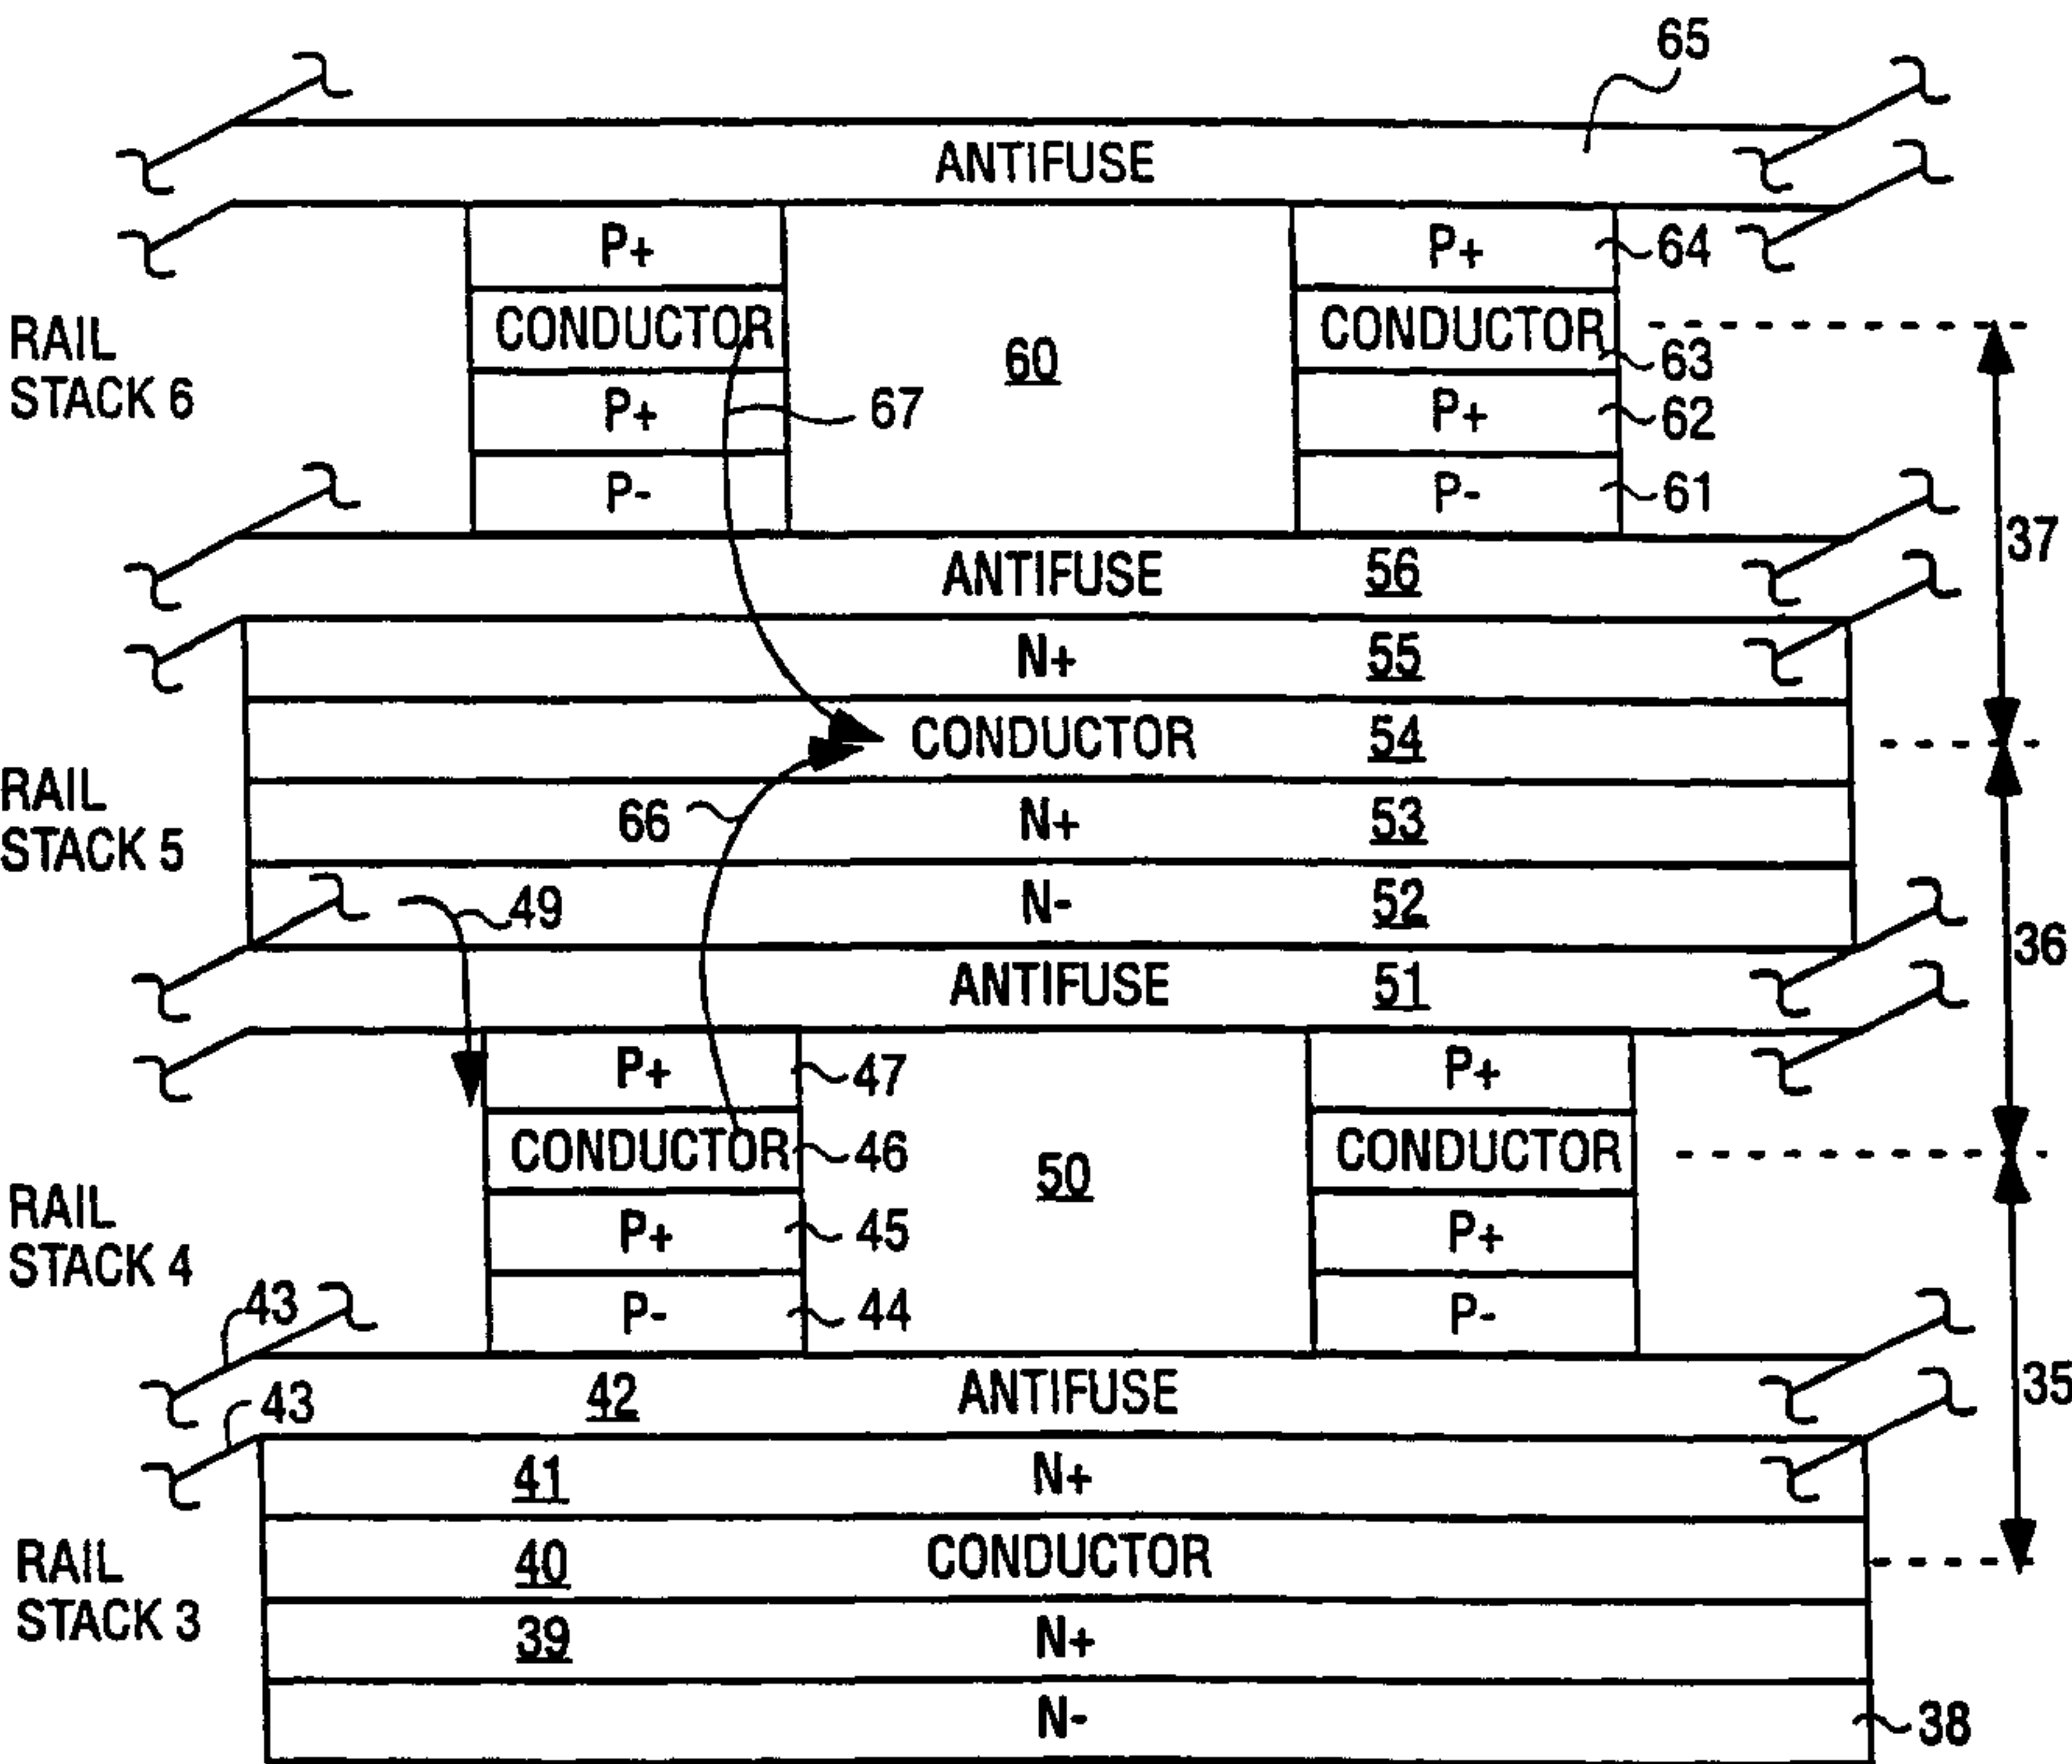 65
ANTIFUSE
P+ P+ 64
RAIL CONDUCTOR 60 CONDUCTOR 63
STACK 6 P+ 67 P+ 62
P- P- 61
37
ANTIFUSE 56
N+ 55
CONDUCTOR 54
RAIL
STACK 5 66 N+ 53
49 N- 52
36
ANTIFUSE 51
P+ 47 P+
CONDUCTOR 46 50 CONDUCTOR
RAIL
STACK 4 P+ 45 P+
43 P- 44 P-
35
43 42 ANTIFUSE
41 N+
RAIL 40 CONDUCTOR
STACK 3 39 N+
N- 38